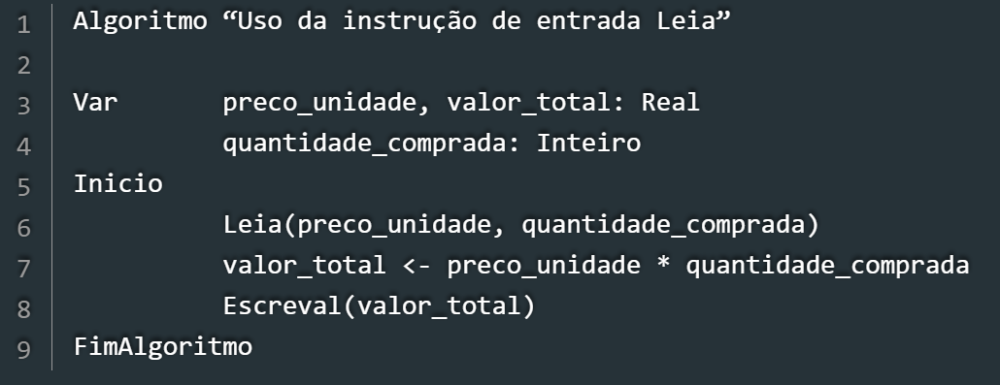 1 Algoritmo “Uso da instrução de entrada Leia”
2
3 Var preco_unidade, valor_total: Real
4 quantidade_comprada: Inteiro
5 Inicio
6 Leia(preco_unidade, quantidade_comprada)
7 valor_total <- preco_unidade * quantidade_comprada
8 Escreval(valor_total)
9 FimAlgoritmo